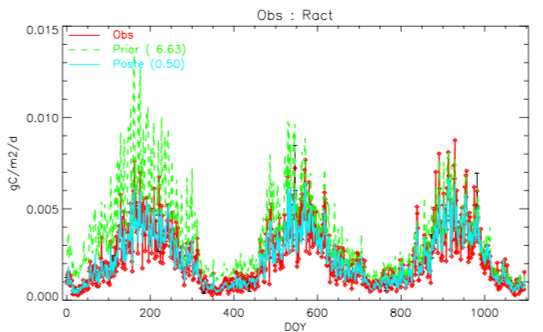 Obs : Ract
0.015
Obs
Prior ( 6.63)
Poste (0.50)
0.010
gC/m2/d
0.005
0.000
0 200 400 600 800 1000
DOY